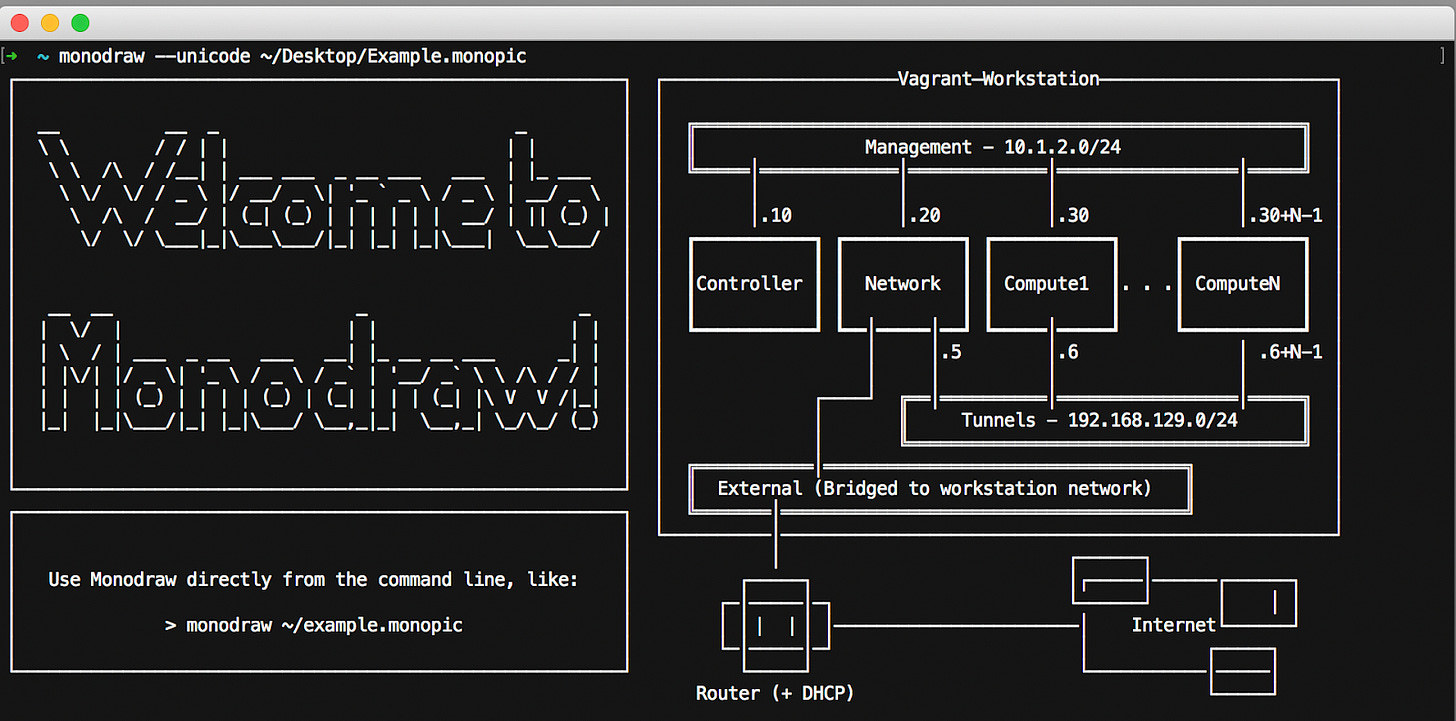 ➜ ~ monodraw --unicode ~/Desktop/Example.monopic
Welcome to
Monodraw!
Use Monodraw directly from the command line, like:
> monodraw ~/example.monopic
Vagrant Workstation
Management - 10.1.2.0/24
.10 .20 .30 .30+N-1
Controller Network Compute1 . . . ComputeN
.5 .6 .6+N-1
Tunnels - 192.168.129.0/24
External (Bridged to workstation network)
Internet
Router (+ DHCP)